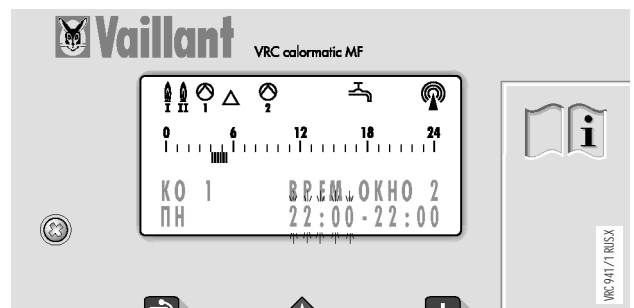 Vaillant
VRC calormatic MF
I II 1 2
0 6 12 18 24
КО 1 ВРЕМ.ОКНО 2
ПН 22:00-22:00
i
VRC 941/1 RUS.X